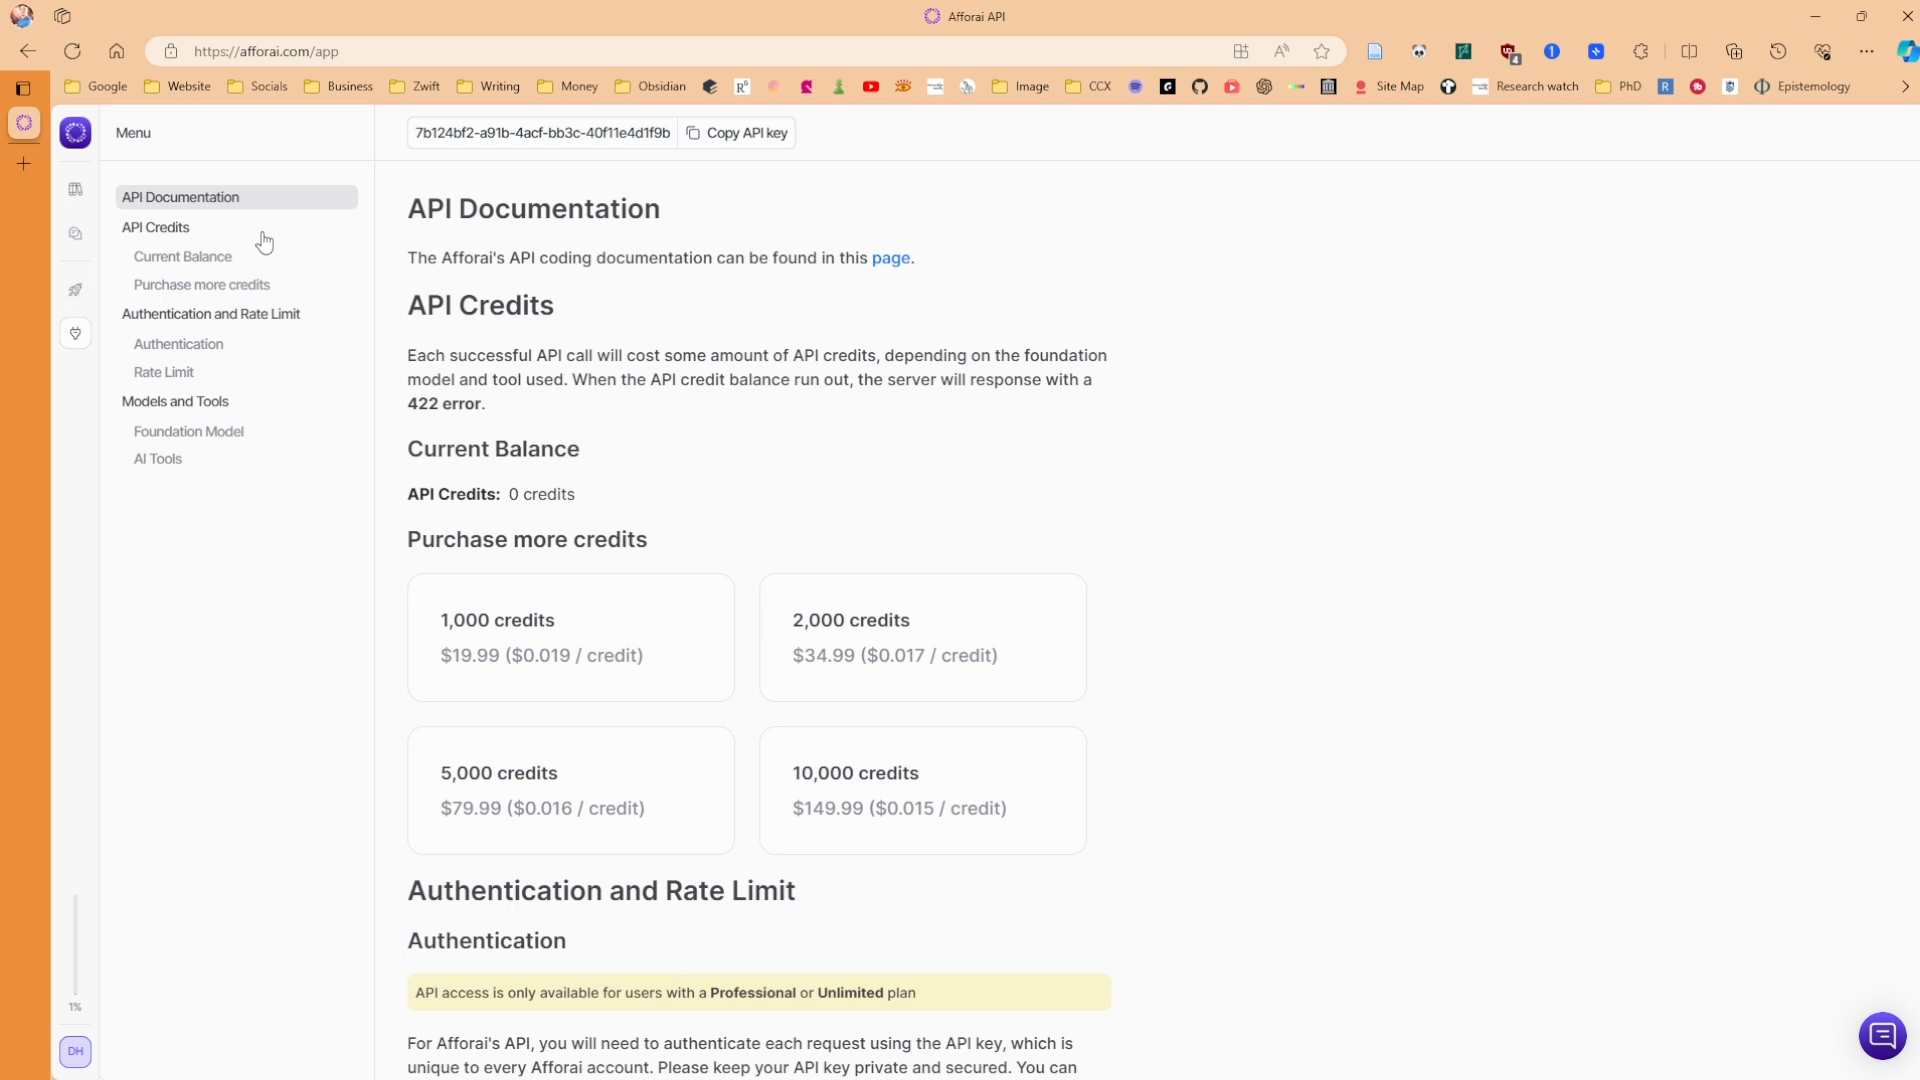 Afforai API
https://afforai.com/app
4
1
Google
Website
Socials
Business
Zwift
Writing
Money
Obsidian
Image
CCX
Site Map
Research watch
PhD
R
Epistemology
Menu
7b124bf2-a91b-4acf-bb3c-40f11e4d1f9b
Copy API key
API Documentation
API Credits
Current Balance
Purchase more credits
Authentication and Rate Limit
Authentication
Rate Limit
Models and Tools
Foundation Model
AI Tools
1%
DH
API Documentation
The Afforai's API coding documentation can be found in this page.
API Credits
Each successful API call will cost some amount of API credits, depending on the foundation
model and tool used. When the API credit balance run out, the server will response with a
422 error.
Current Balance
API Credits: 0 credits
Purchase more credits
1,000 credits
$19.99 ($0.019 / credit)
2,000 credits
$34.99 ($0.017 / credit)
5,000 credits
$79.99 ($0.016 / credit)
10,000 credits
$149.99 ($0.015 / credit)
Authentication and Rate Limit
Authentication
API access is only available for users with a Professional or Unlimited plan
For Afforai's API, you will need to authenticate each request using the API key, which is
unique to every Afforai account. Please keep your API key private and secured. You can